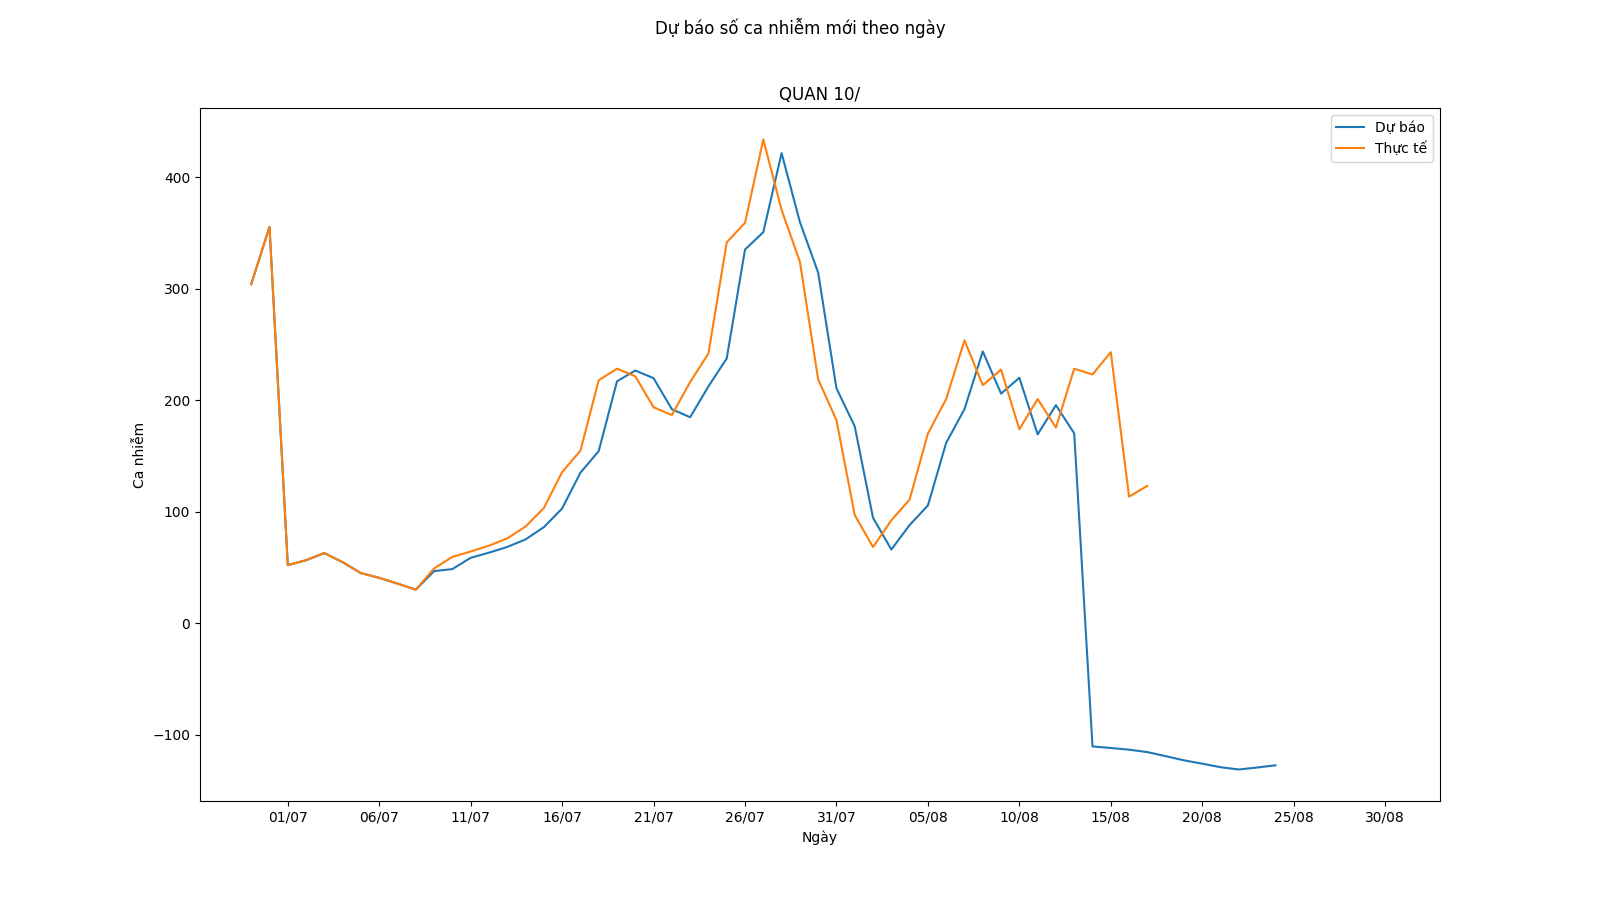 Dự báo số ca nhiễm mới theo ngày
QUAN 10/
Dự báo
Thực tế
Ca nhiễm
400
300
200
100
0
−100
01/07 06/07 11/07 16/07 21/07 26/07 31/07 05/08 10/08 15/08 20/08 25/08 30/08
Ngày